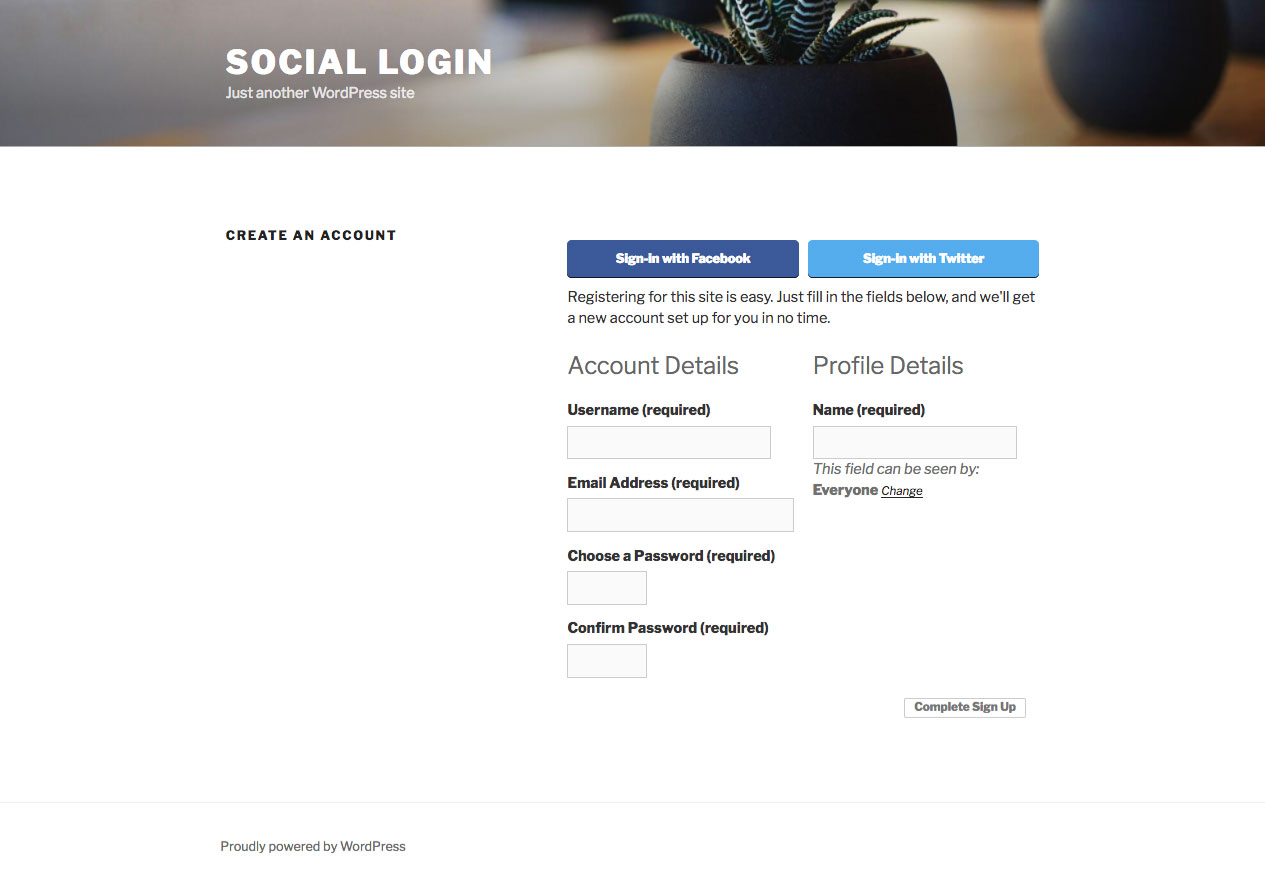 SOCIAL LOGIN
Just another WordPress site
CREATE AN ACCOUNT
Sign-in with Facebook
Sign-in with Twitter
Registering for this site is easy. Just fill in the fields below, and we'll get
a new account set up for you in no time.
Account Details
Username (required)
Email Address (required)
Choose a Password (required)
Confirm Password (required)
Profile Details
Name (required)
This field can be seen by:
Everyone Change
Complete Sign Up
Proudly powered by WordPress